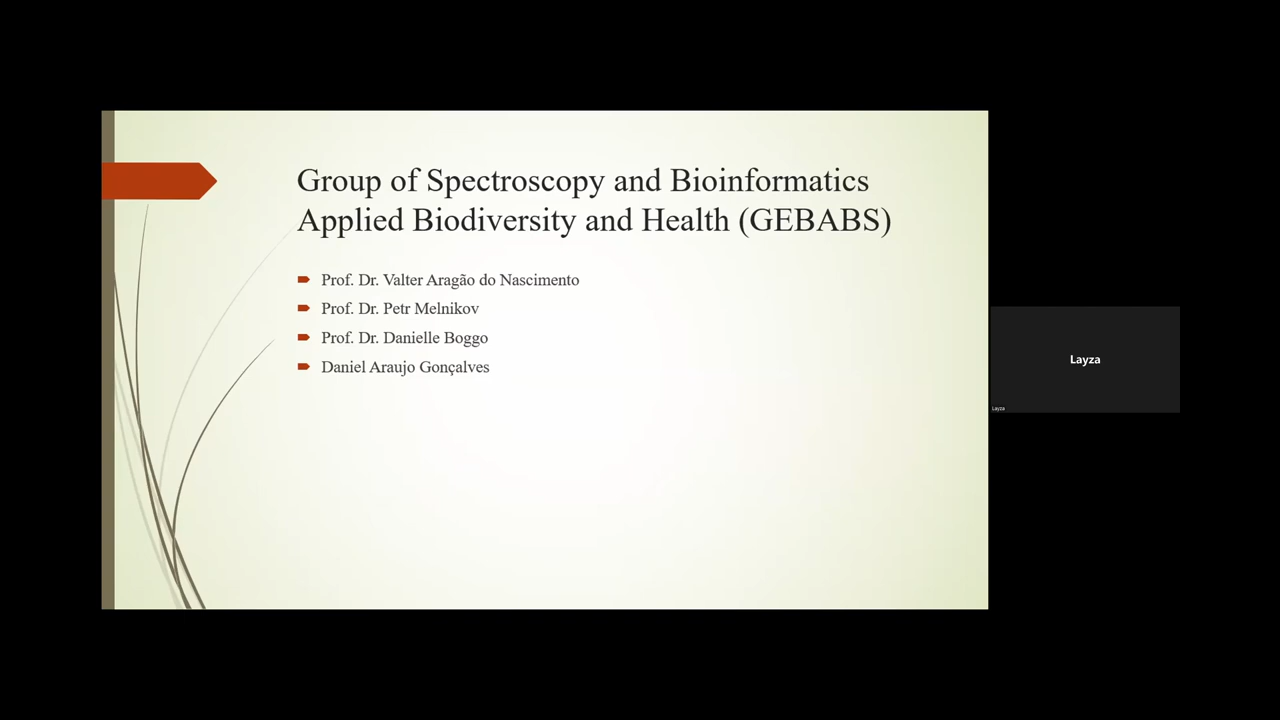 Group of Spectroscopy and Bioinformatics
Applied Biodiversity and Health (GEBABS)
Prof. Dr. Valter Aragão do Nascimento
Prof. Dr. Petr Melnikov
Prof. Dr. Danielle Boggo
Daniel Araujo Gonçalves
Layza
Layza